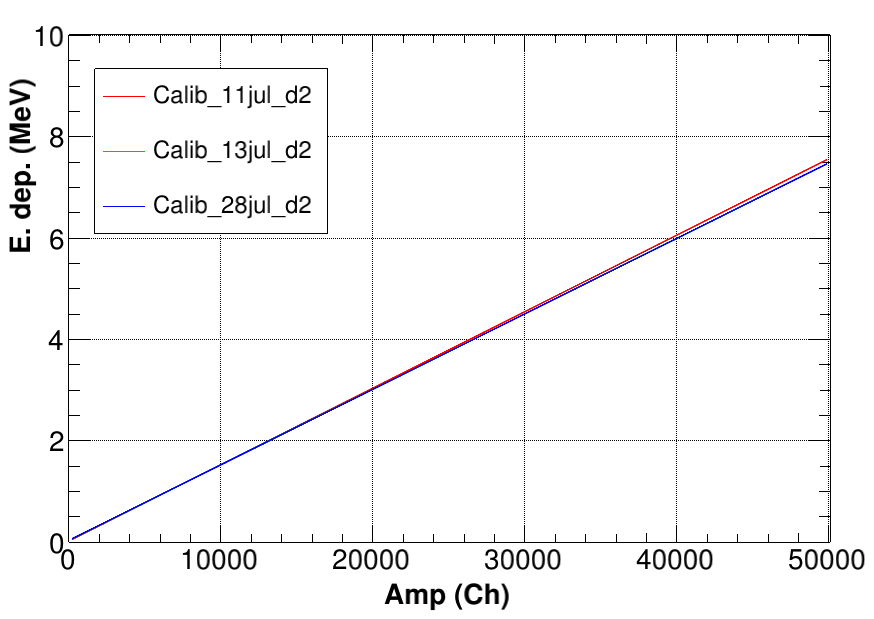 10
8
6
4
2
0
E. dep. (MeV)
Calib_11jul_d2
Calib_13jul_d2
Calib_28jul_d2
0 10000 20000 30000 40000 50000
Amp (Ch)